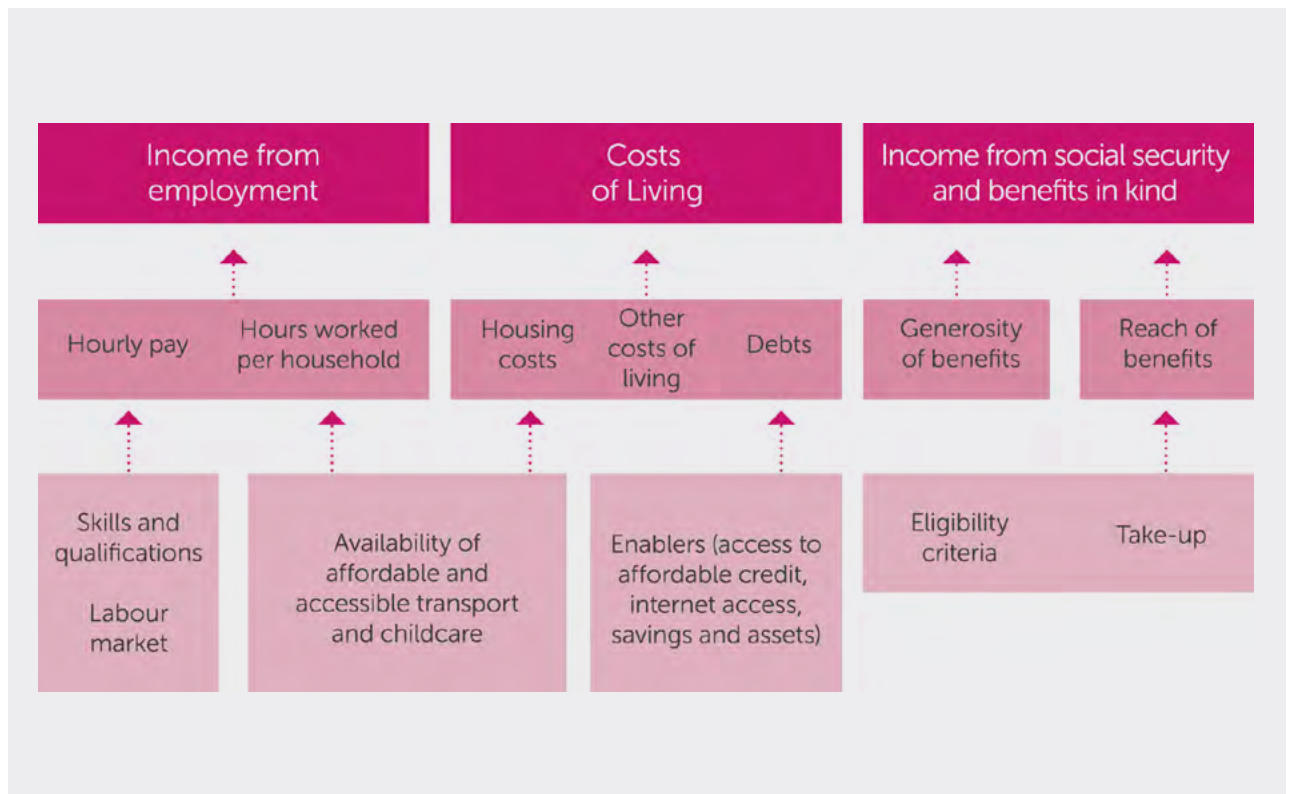 Income from
employment
Costs
of Living
Income from social security
and benefits in kind
Hourly pay
Hours worked
per household
Housing
costs
Other
costs of
living
Debts
Generosity
of benefits
Reach of
benefits
Skills and
qualifications
Labour
market
Availability of
affordable and
accessible transport
and childcare
Enablers (access to
affordable credit,
internet access,
savings and assets)
Eligibility
criteria
Take-up